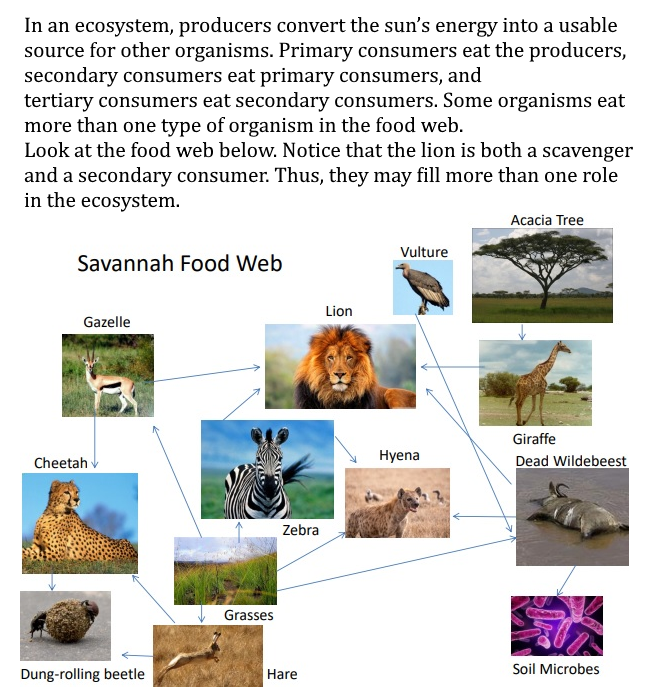 In an ecosystem, producers convert the sun’s energy into a usable
source for other organisms. Primary consumers eat the producers,
secondary consumers eat primary consumers, and
tertiary consumers eat secondary consumers. Some organisms eat
more than one type of organism in the food web.
Look at the food web below. Notice that the lion is both a scavenger
and a secondary consumer. Thus, they may fill more than one role
in the ecosystem.
Acacia Tree
Savannah Food Web
Vulture
Lion
Gazelle
Giraffe
Hyena
Cheetah
Dead Wildebeest
Zebra
Grasses
Dung-rolling beetle
Hare
Soil Microbes